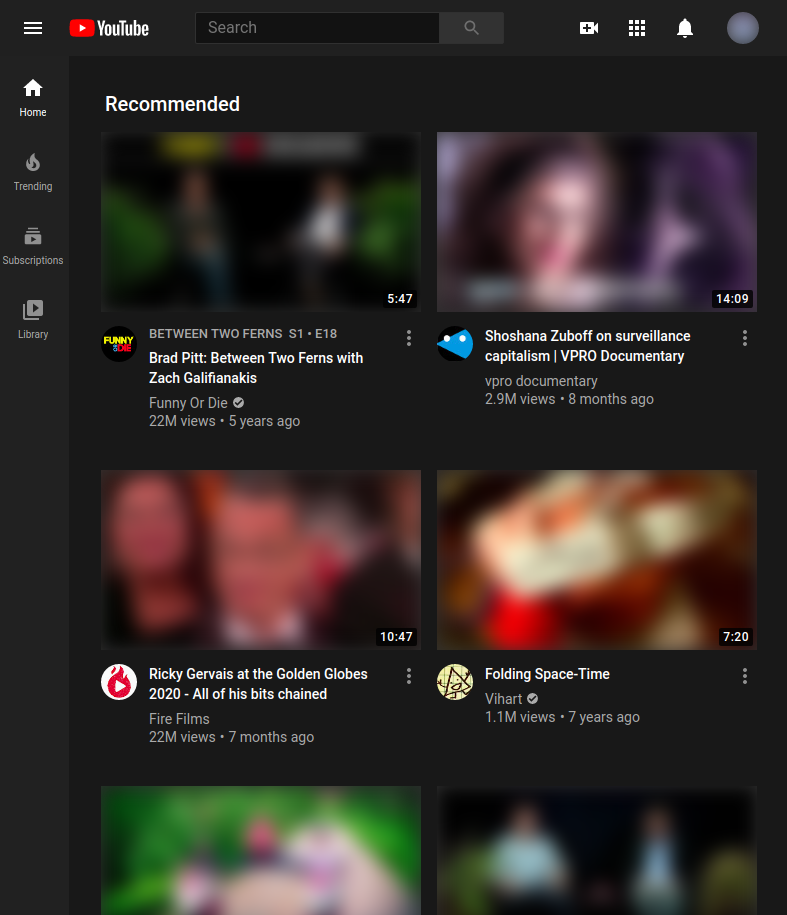 YouTube
Search
Home
Trending
Subscriptions
Library
Recommended
5:47
FUNNY OR DIE
BETWEEN TWO FERNS S1 • E18
Brad Pitt: Between Two Ferns with
Zach Galifianakis
Funny Or Die
22M views • 5 years ago
14:09
Shoshana Zuboff on surveillance
capitalism | VPRO Documentary
vpro documentary
2.9M views • 8 months ago
10:47
Ricky Gervais at the Golden Globes
2020 - All of his bits chained
Fire Films
22M views • 7 months ago
7:20
Folding Space-Time
Vihart
1.1M views • 7 years ago